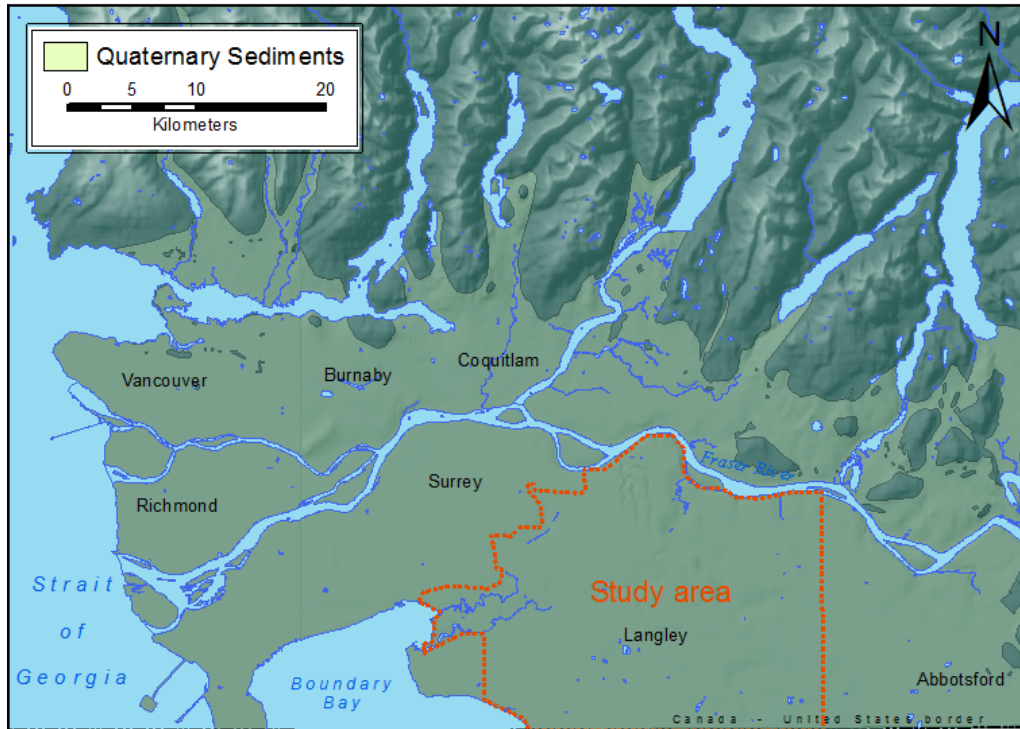 Quaternary Sediments
0 5 10 20
Kilometers
N
Vancouver
Burnaby
Coquitlam
Fraser River
Surrey
Richmond
Strait
of
Georgia
Study area
Langley
Boundary
Bay
Abbotsford
Canada - United States border